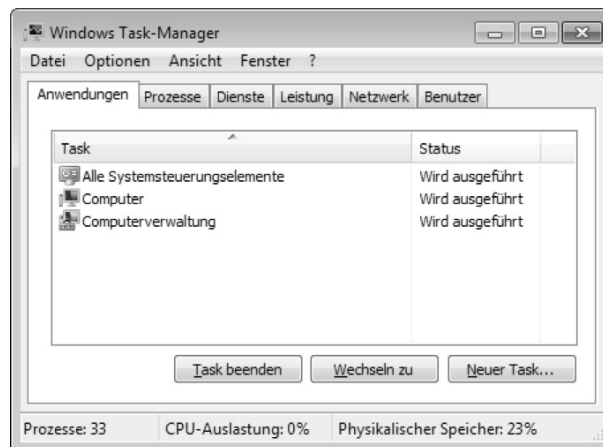 Windows Task-Manager
Datei Optionen Ansicht Fenster ?
Anwendungen Prozesse Dienste Leistung Netzwerk Benutzer
Task Status
Alle Systemsteuerungselemente Wird ausgeführt
Computer Wird ausgeführt
Computerverwaltung Wird ausgeführt
Task beenden Wechseln zu Neuer Task...
Prozesse: 33 CPU-Auslastung: 0% Physikalischer Speicher: 23%